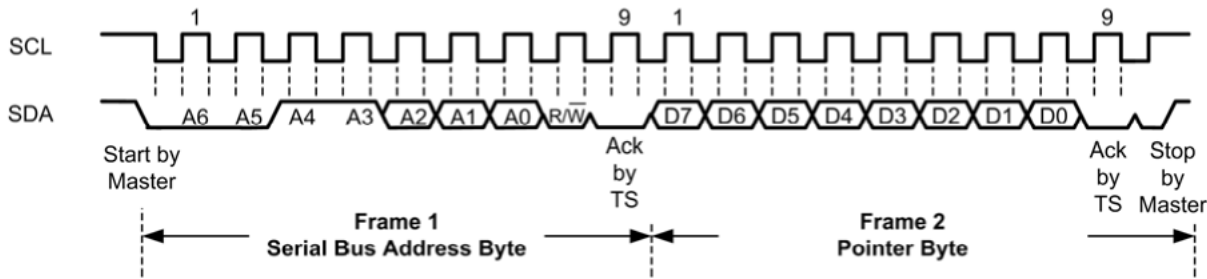 1 9 1 9
SCL
SDA A6 A5 A4 A3 A2 A1 A0 R/W̅ D7 D6 D5 D4 D3 D2 D1 D0
Start by
Master
Ack
by
TS
Ack
by
TS
Stop
by
Master
Frame 1
Serial Bus Address Byte
Frame 2
Pointer Byte